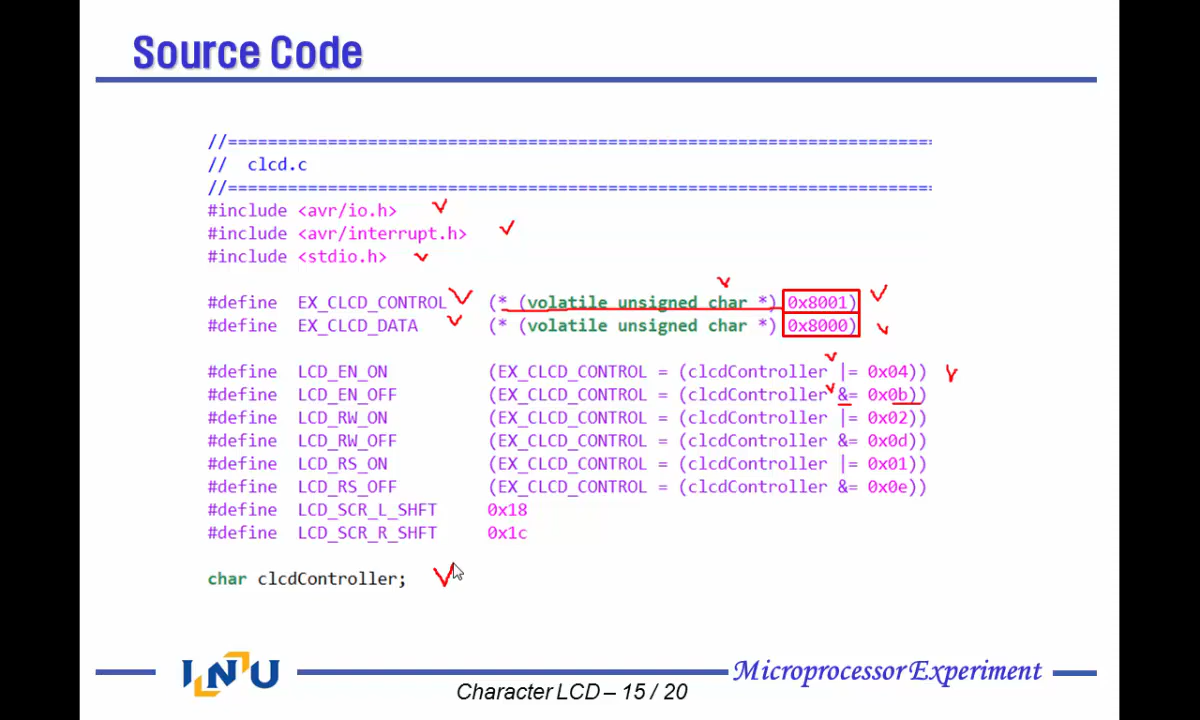 Source Code
//=======================================================================
//  clcd.c
//=======================================================================
#include <avr/io.h>
#include <avr/interrupt.h>
#include <stdio.h>
#define  EX_CLCD_CONTROL    (* (volatile unsigned char *) 0x8001)
#define  EX_CLCD_DATA       (* (volatile unsigned char *) 0x8000)
#define  LCD_EN_ON          (EX_CLCD_CONTROL = (clcdController |= 0x04))
#define  LCD_EN_OFF         (EX_CLCD_CONTROL = (clcdController &= 0x0b))
#define  LCD_RW_ON          (EX_CLCD_CONTROL = (clcdController |= 0x02))
#define  LCD_RW_OFF         (EX_CLCD_CONTROL = (clcdController &= 0x0d))
#define  LCD_RS_ON          (EX_CLCD_CONTROL = (clcdController |= 0x01))
#define  LCD_RS_OFF         (EX_CLCD_CONTROL = (clcdController &= 0x0e))
#define  LCD_SCR_L_SHFT     0x18
#define  LCD_SCR_R_SHFT     0x1c
char clcdController;
INU
Microprocessor Experiment
Character LCD – 15 / 20